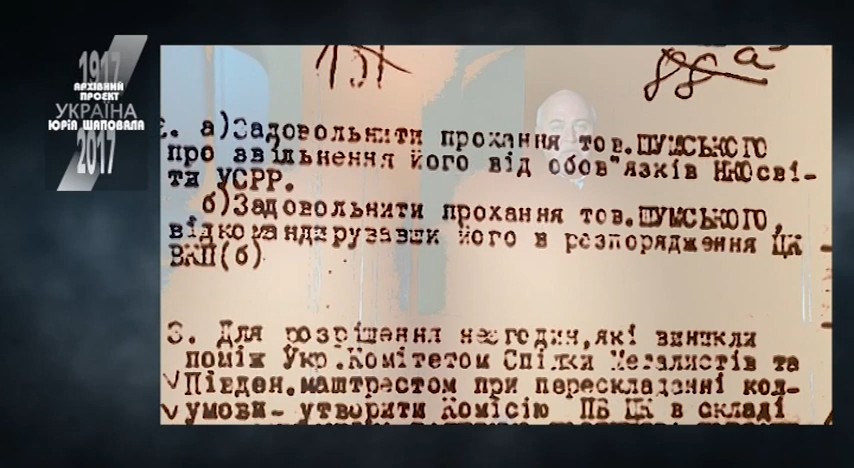 1917
АРХІВНИЙ
ПРОЕКТ
УКРАЇНА
ЮРІЯ ШАПОВАЛА
2017
а) Задовольнити прохання тов. ШУМСЬКОГО
про звільнення його від обов"язків НКОсві-
ти УСРР.
б) Задовольнити прохання тов. ШУМСЬКОГО,
відкомандирувавши його в розпорядження ЦК
ВКП(б)
3. Для розрішення незгодин, які виникли
поміж Укр. Комітетом Спілки Металистів та
Півден. маштрестом при перескладенні кол-
умови- утворити Комісію ПБ ЦК в складі